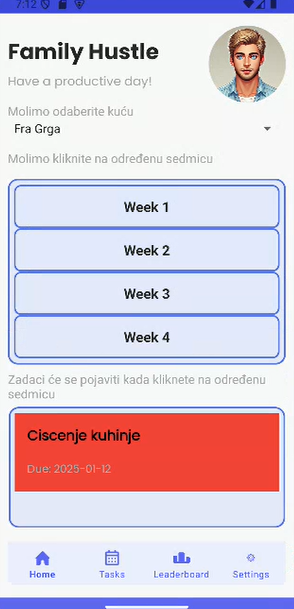 7:12
Family Hustle
Have a productive day!
Molimo odaberite kuću
Fra Grga
Molimo kliknite na određenu sedmicu
Week 1
Week 2
Week 3
Week 4
Zadaci će se pojaviti kada kliknete na određenu
sedmicu
Ciscenje kuhinje
Due: 2025-01-12
Home
Tasks
Leaderboard
Settings